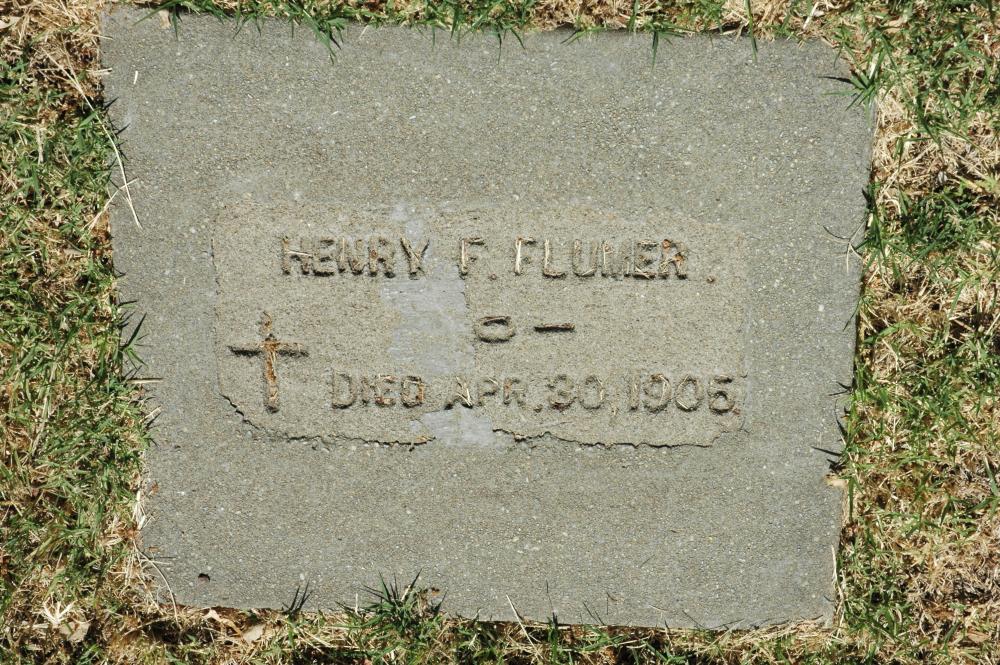 HENRY F. FLUMER.
O –
DIED APR. 30, 1905.